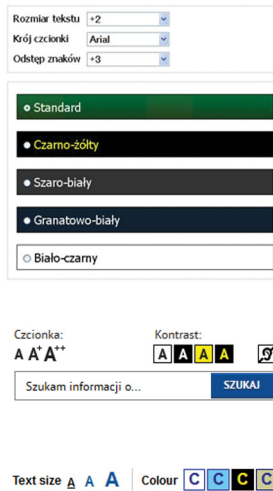 Rozmiar tekstu +2
Krój czcionki Arial
Odstęp znaków +3
Standard
Czarno-żółty
Szaro-biały
Granatowo-biały
Biało-czarny
Czcionka: Kontrast:
A A+ A++ A A A A
Szukam informacji o... SZUKAJ
Text size A A A Colour C C C C